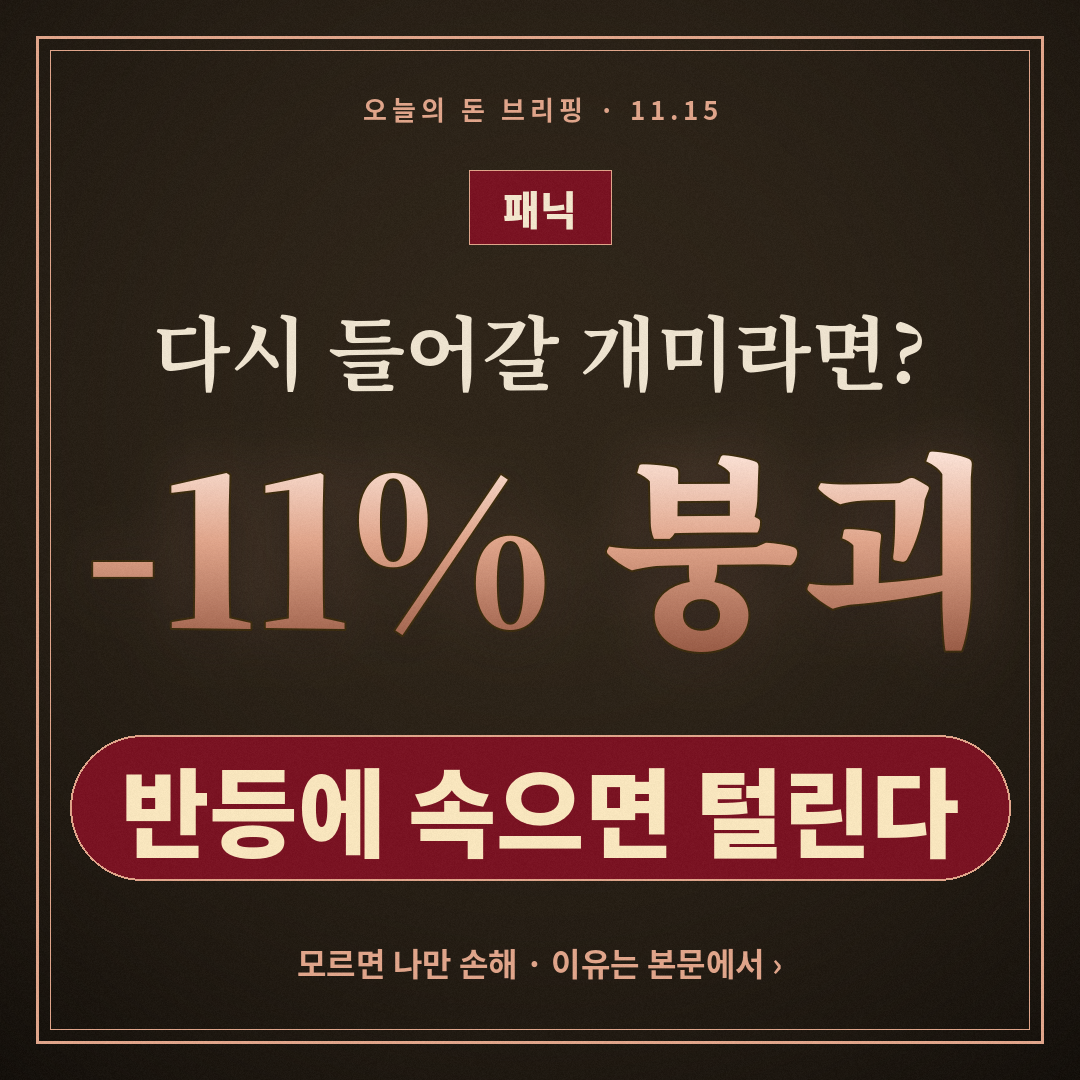 오늘의 돈 브리핑 · 11.15
패닉
다시 들어갈 개미라면?
-11% 붕괴
반등에 속으면 털린다
모르면 나만 손해 · 이유는 본문에서 ›